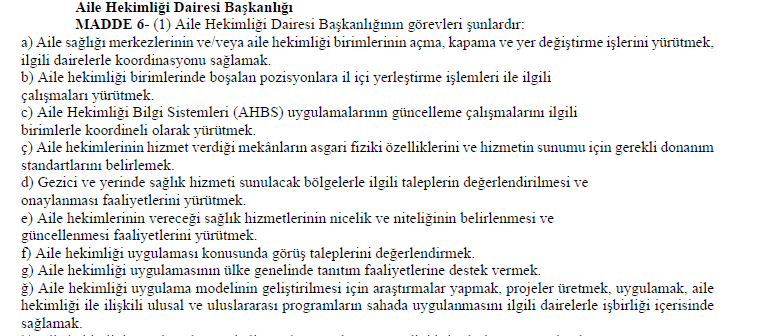 Aile Hekimliği Dairesi Başkanlığı
MADDE 6- (1) Aile Hekimliği Dairesi Başkanlığının görevleri şunlardır:
a) Aile sağlığı merkezlerinin ve/veya aile hekimliği birimlerinin açma, kapama ve yer değiştirme işlerini yürütmek,
ilgili dairelerle koordinasyonu sağlamak.
b) Aile hekimliği birimlerinde boşalan pozisyonlara il içi yerleştirme işlemleri ile ilgili
çalışmaları yürütmek.
c) Aile Hekimliği Bilgi Sistemleri (AHBS) uygulamalarının güncelleme çalışmalarını ilgili
birimlerle koordineli olarak yürütmek.
ç) Aile hekimlerinin hizmet verdiği mekânların asgari fiziki özelliklerini ve hizmetin sunumu için gerekli donanım
standartlarını belirlemek.
d) Gezici ve yerinde sağlık hizmeti sunulacak bölgelerle ilgili taleplerin değerlendirilmesi ve
onaylanması faaliyetlerini yürütmek.
e) Aile hekimlerinin vereceği sağlık hizmetlerinin nicelik ve niteliğinin belirlenmesi ve
güncellenmesi faaliyetlerini yürütmek.
f) Aile hekimliği uygulaması konusunda görüş taleplerini değerlendirmek.
g) Aile hekimliği uygulamasının ülke genelinde tanıtım faaliyetlerine destek vermek.
ğ) Aile hekimliği uygulama modelinin geliştirilmesi için araştırmalar yapmak, projeler üretmek, uygulamak, aile
hekimliği ile ilişkili ulusal ve uluslararası programların sahada uygulanmasını ilgili dairelerle işbirliği içerisinde
sağlamak.